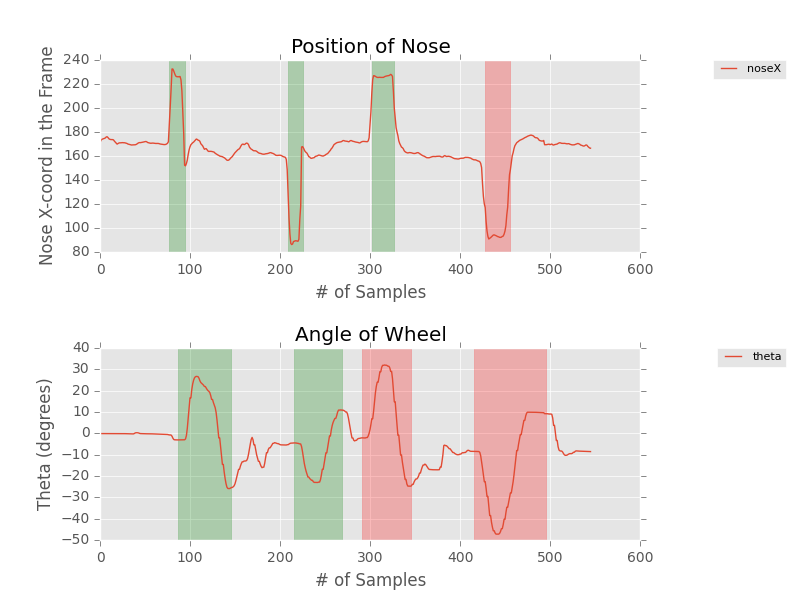 Position of Nose
Nose X-coord in the Frame
240
220
200
180
160
140
120
100
80
0 100 200 300 400 500 600
# of Samples
noseX
Angle of Wheel
Theta (degrees)
40
30
20
10
0
−10
−20
−30
−40
−50
0 100 200 300 400 500 600
# of Samples
theta